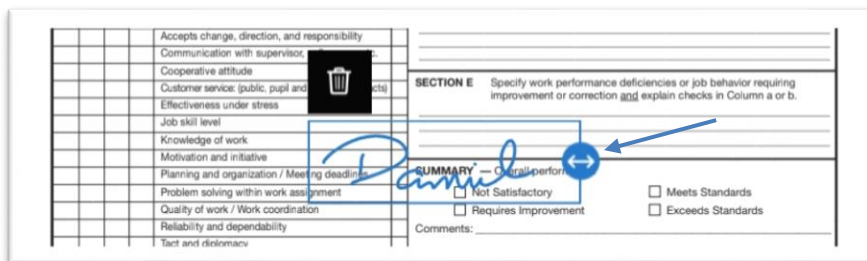 Accepts change, direction, and responsibility
Communication with supervisor,
Cooperative attitude
Customer service: (public, pupil and cts)
Effectiveness under stress
Job skill level
Knowledge of work
Motivation and initiative
Planning and organization / Meeting deadlines
Problem solving within work assignment
Quality of work / Work coordination
Reliability and dependability
Tact and diplomacy
SECTION E Specify work performance deficiencies or job behavior requiring
improvement or correction and explain checks in Column a or b.
Daniel
SUMMARY — Overall perform
Not Satisfactory
Meets Standards
Requires Improvement
Exceeds Standards
Comments: